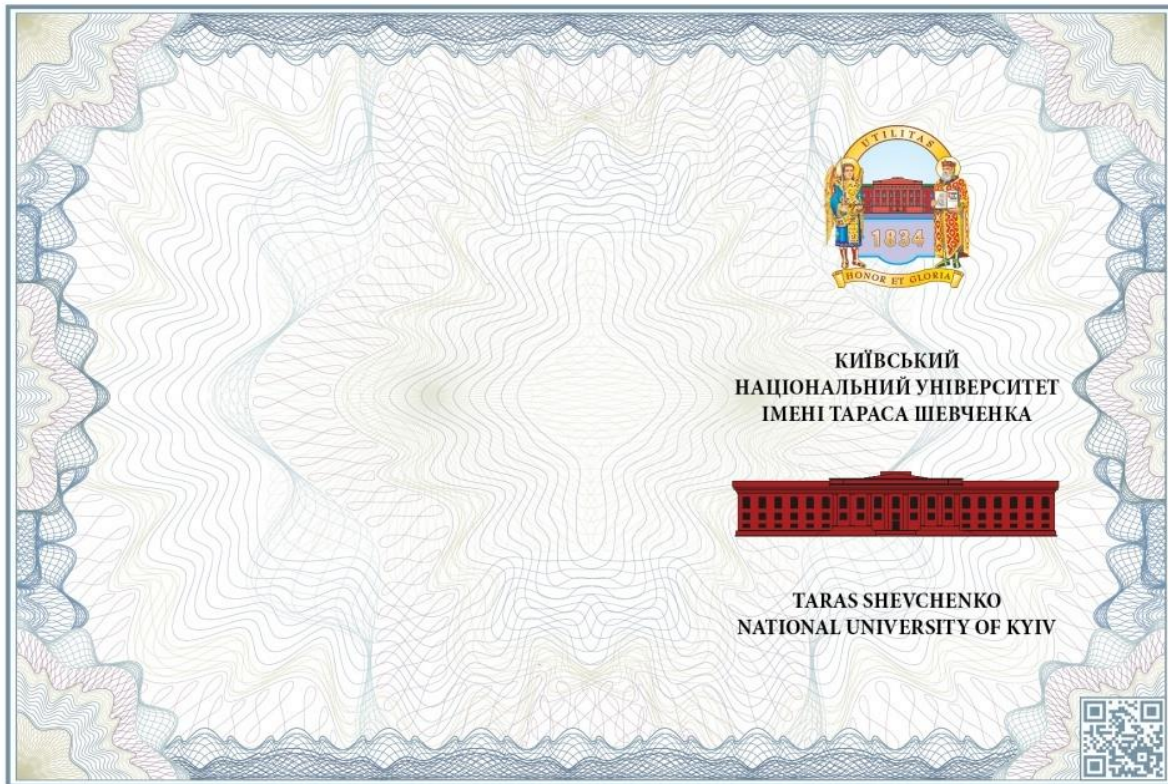 UTILITAS
1834
HONOR ET GLORIA
КИЇВСЬКИЙ
НАЦІОНАЛЬНИЙ УНІВЕРСИТЕТ
ІМЕНІ ТАРАСА ШЕВЧЕНКА
TARAS SHEVCHENKO
NATIONAL UNIVERSITY OF KYIV